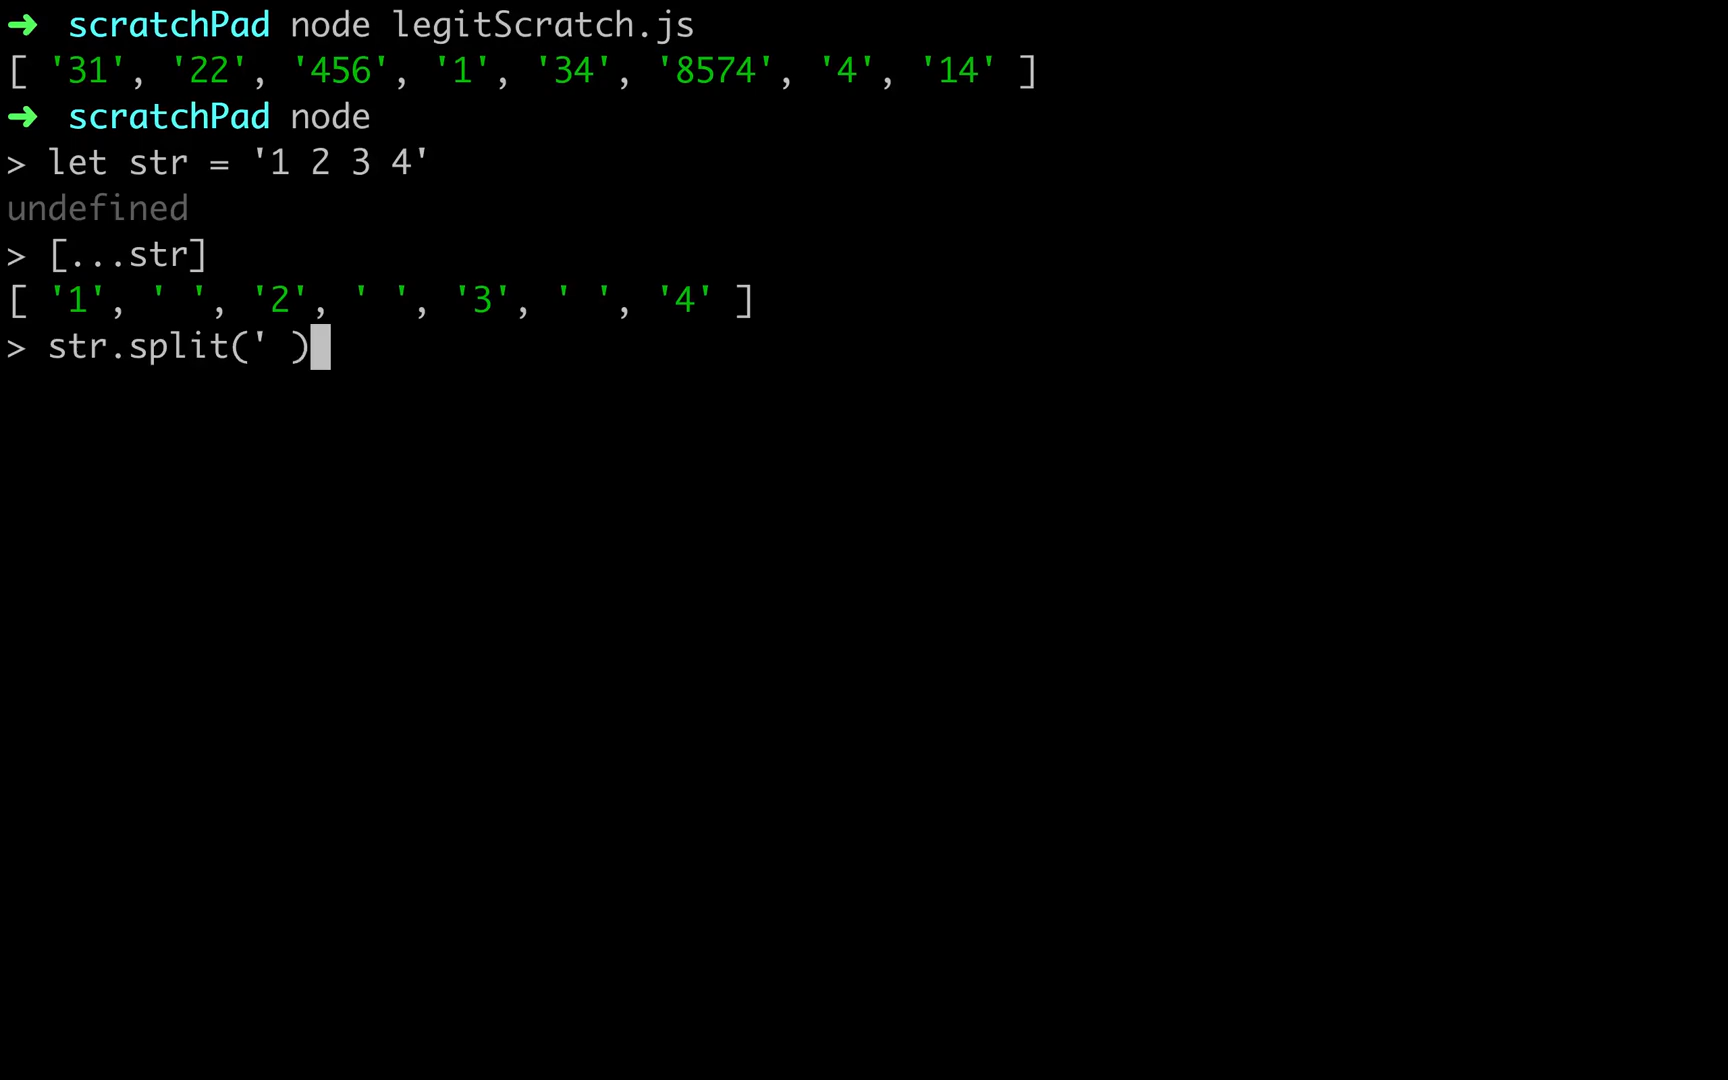 ➜ scratchPad node legitScratch.js
[ '31', '22', '456', '1', '34', '8574', '4', '14' ]
➜ scratchPad node
> let str = '1 2 3 4'
undefined
> [...str]
[ '1', ' ', '2', ' ', '3', ' ', '4' ]
> str.split(' )